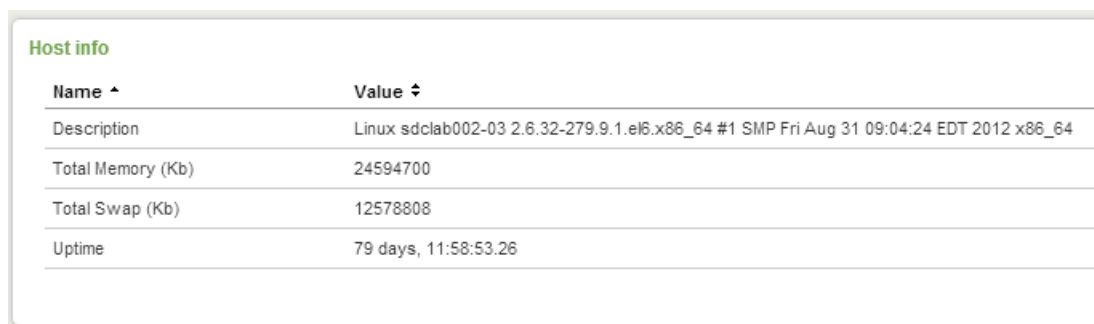 Host info
Name Value
Description Linux sdclab002-03 2.6.32-279.9.1.el6.x86_64 #1 SMP Fri Aug 31 09:04:24 EDT 2012 x86_64
Total Memory (Kb) 24594700
Total Swap (Kb) 12578808
Uptime 79 days, 11:58:53.26